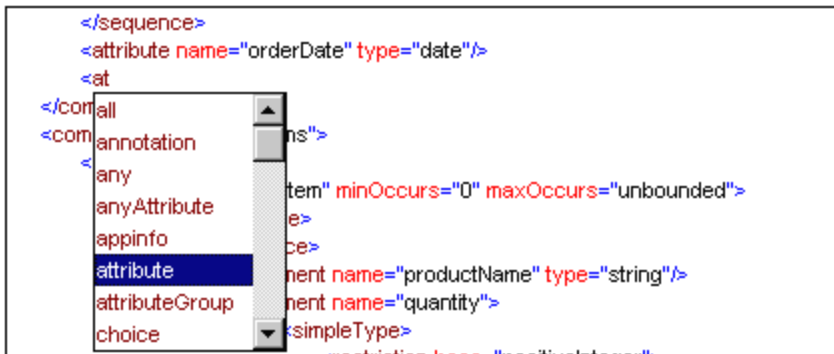 </sequence>
<attribute name="orderDate" type="date"/>
<at
</com
all
<com
ns">
annotation
<
any
tem" minOccurs="0" maxOccurs="unbounded">
anyAttribute
e>
appinfo
ce>
attribute
ment name="productName" type="string"/>
attributeGroup
ment name="quantity">
choice
<simpleType>